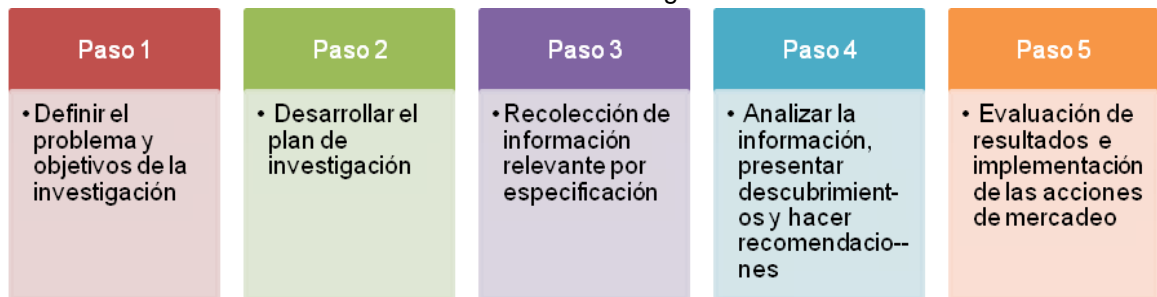 Paso 1
• Definir el
problema y
objetivos de la
investigación
Paso 2
• Desarrollar el
plan de
investigación
Paso 3
• Recolección de
información
relevante por
especificación
Paso 4
• Analizar la
información,
presentar
descubrimient-
os y hacer
recomendacio--
nes
Paso 5
• Evaluación de
resultados e
implementación
de las acciones
de mercadeo